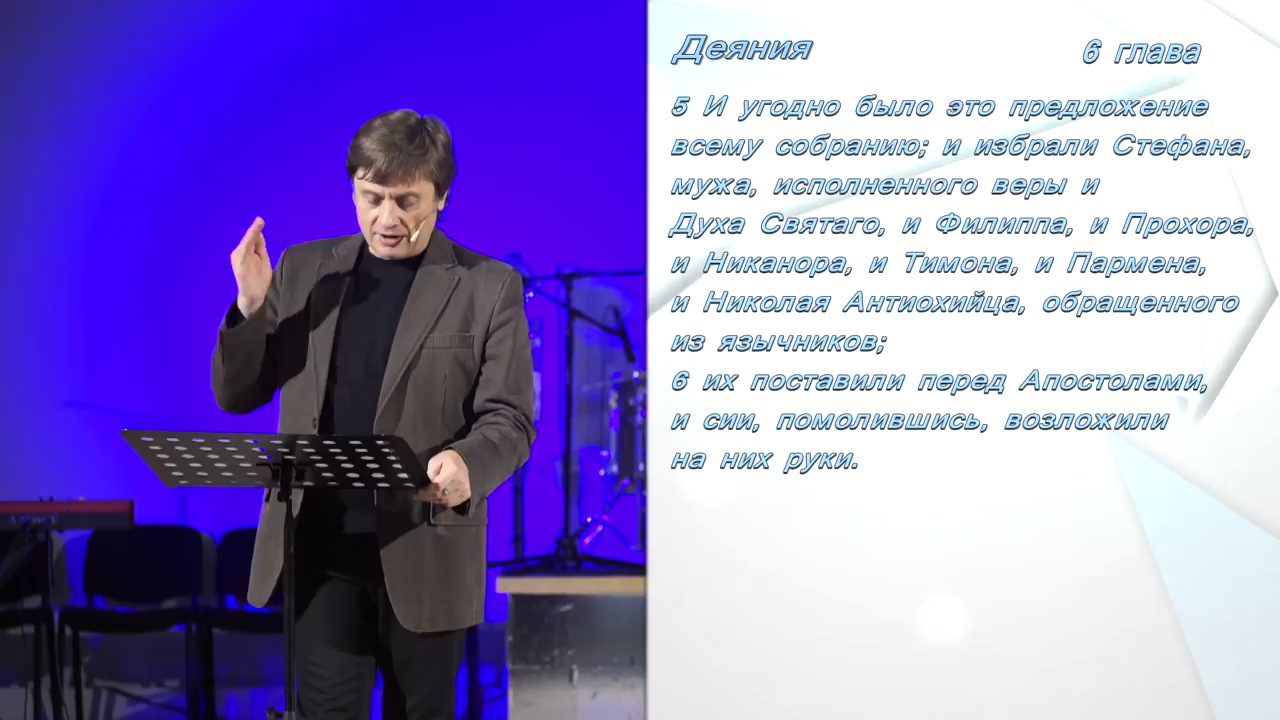 Деяния 6 глава
5 И угодно было это предложение
всему собранию; и избрали Стефана,
мужа, исполненного веры и
Духа Святаго, и Филиппа, и Прохора,
и Никанора, и Тимона, и Пармена,
и Николая Антиохийца, обращенного
из язычников;
6 их поставили перед Апостолами,
и сии, помолившись, возложили
на них руки.